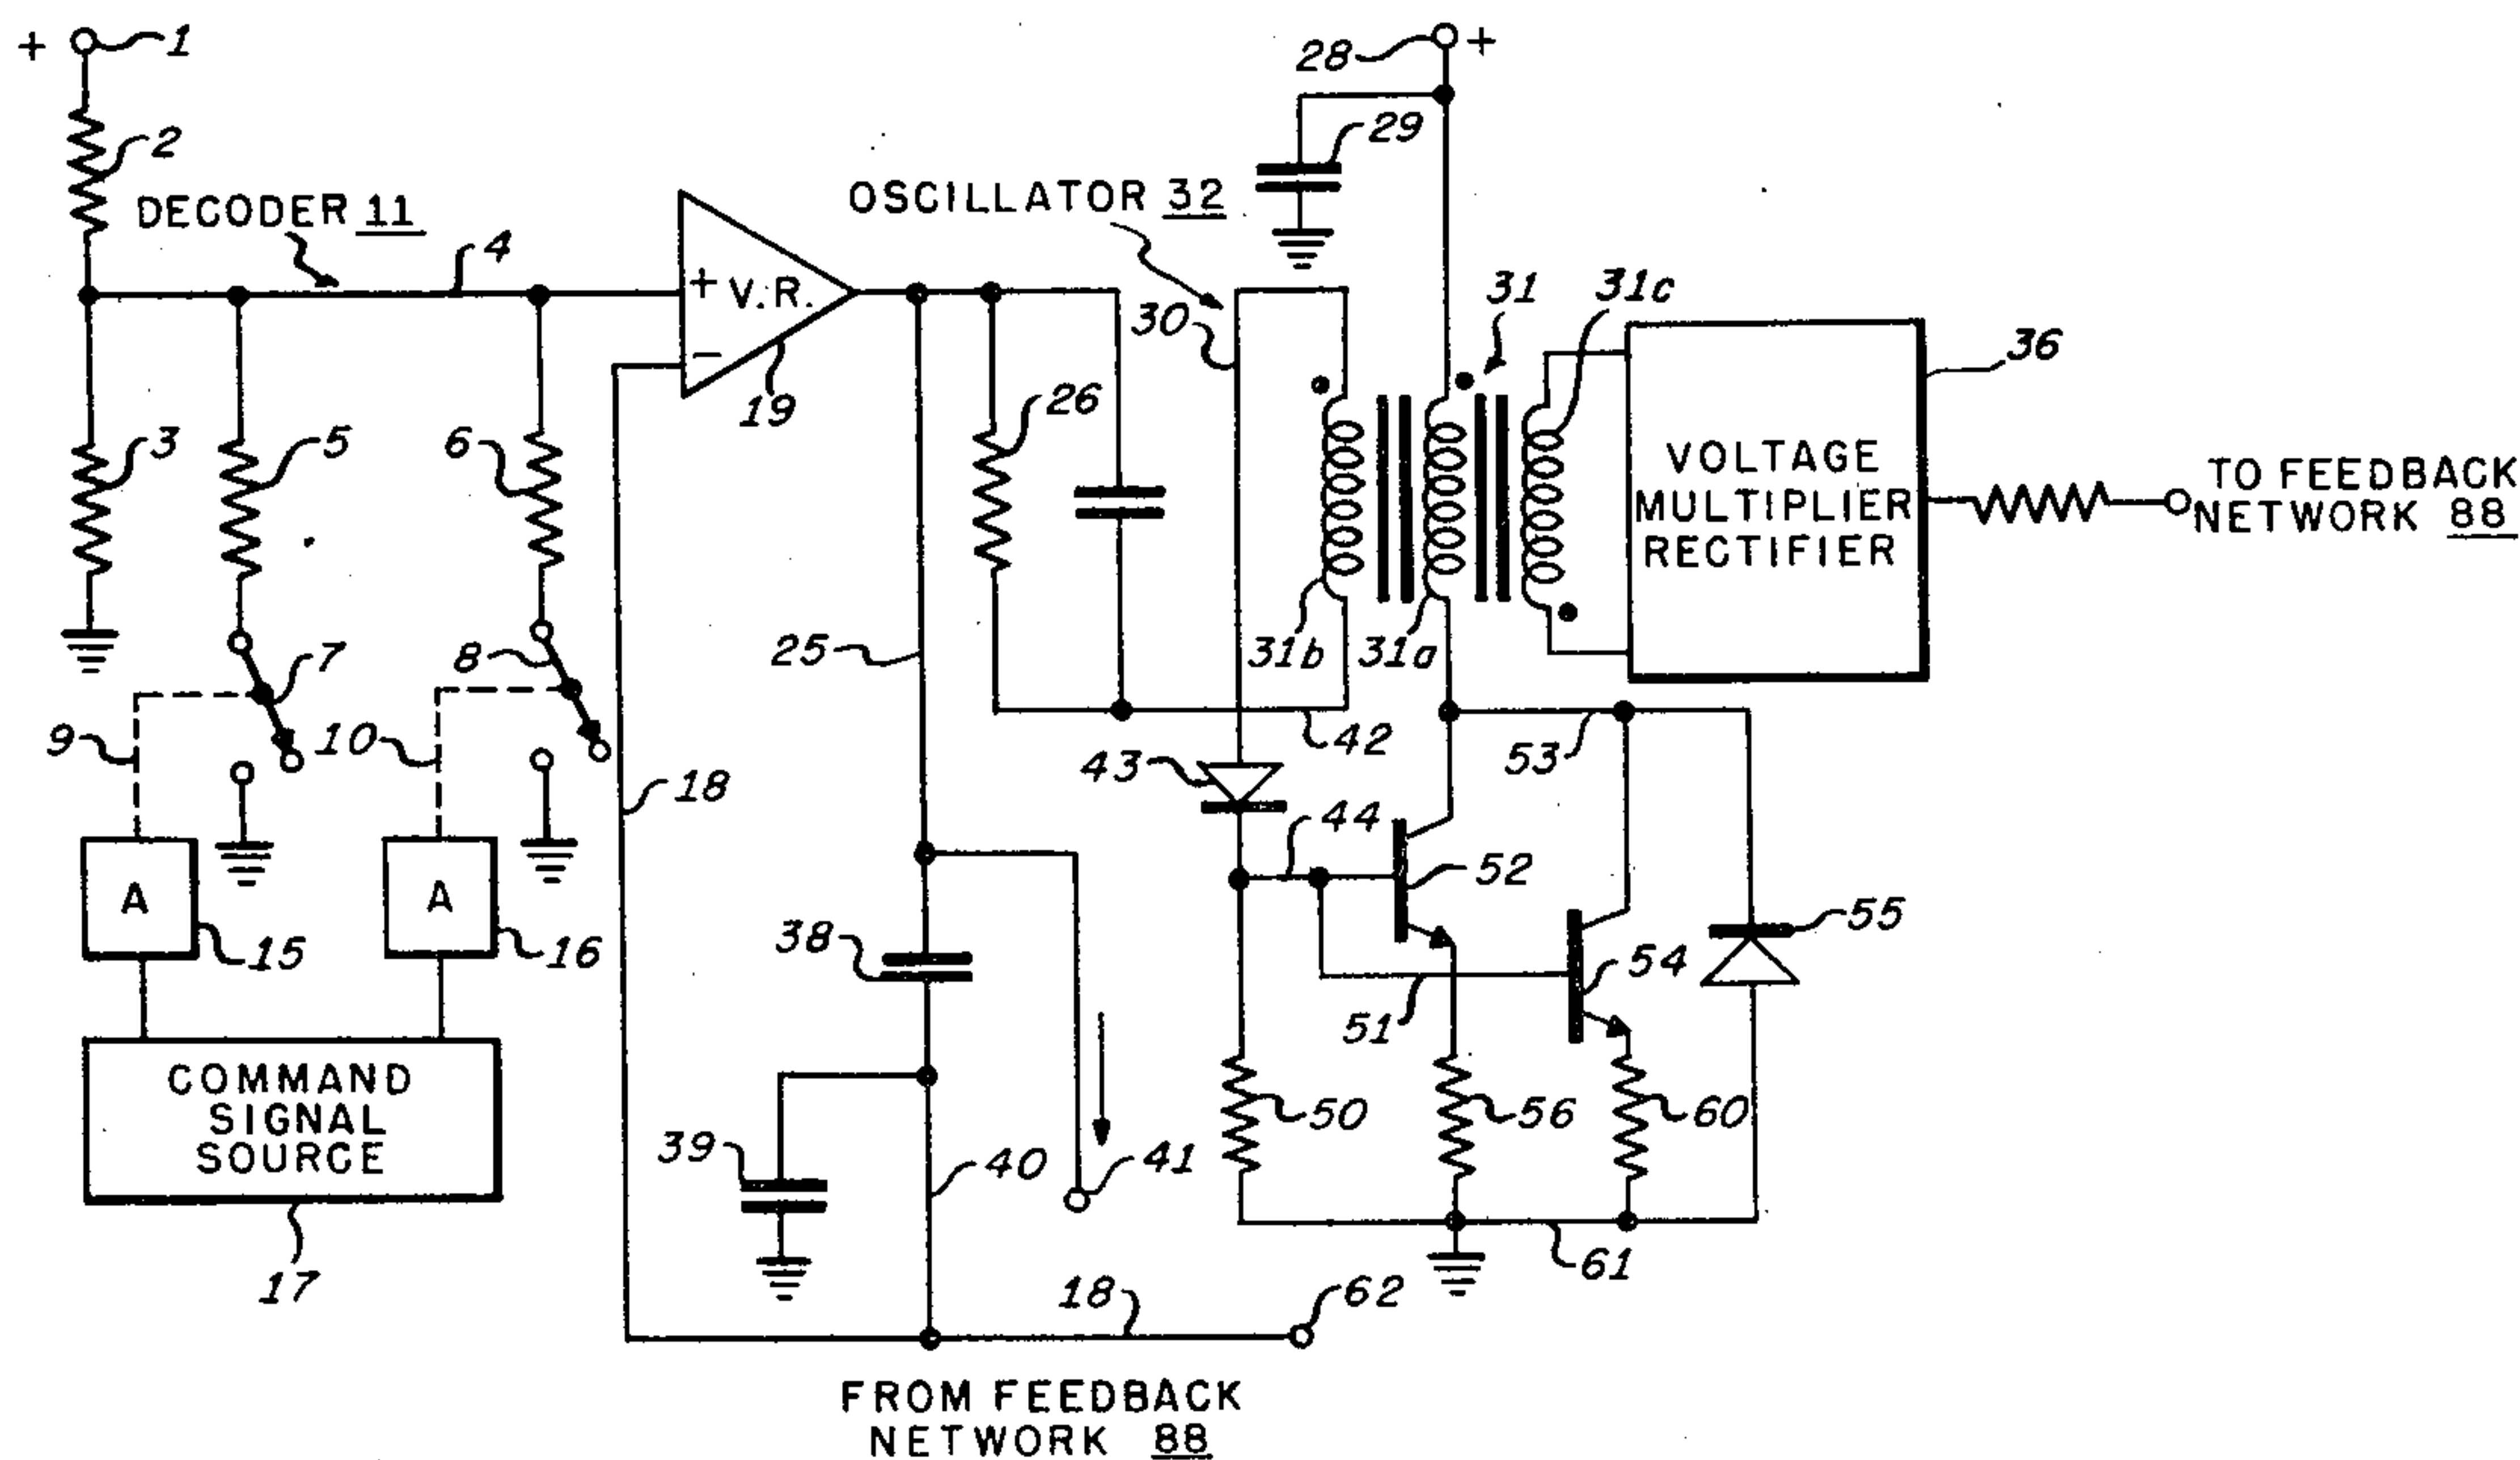 + 1
28 +
2
29
DECODER 11
4
OSCILLATOR 32
+ V.R.
−
19
30
31
31c
36
26
3
5
6
VOLTAGE
MULTIPLIER
RECTIFIER
TO FEEDBACK
NETWORK 88
25
31b
31a
7
8
9
10
18
42
43
53
44
52
A
15
A
16
38
51
54
55
COMMAND
SIGNAL
SOURCE
17
39
40
41
50
56
60
61
18
62
FROM FEEDBACK
NETWORK 88